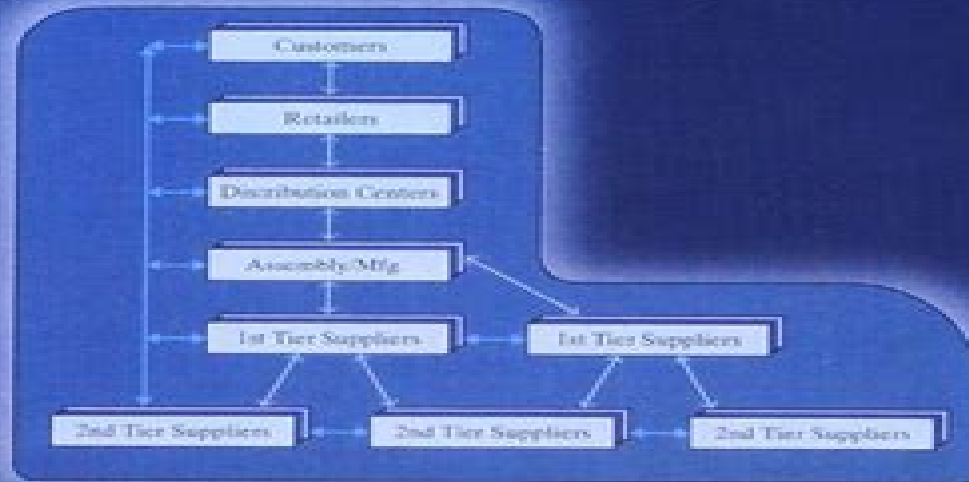 Customers
Retailers
Distribution Centers
Assembly/Mfg
1st Tier Suppliers
1st Tier Suppliers
2nd Tier Suppliers
2nd Tier Suppliers
2nd Tier Suppliers